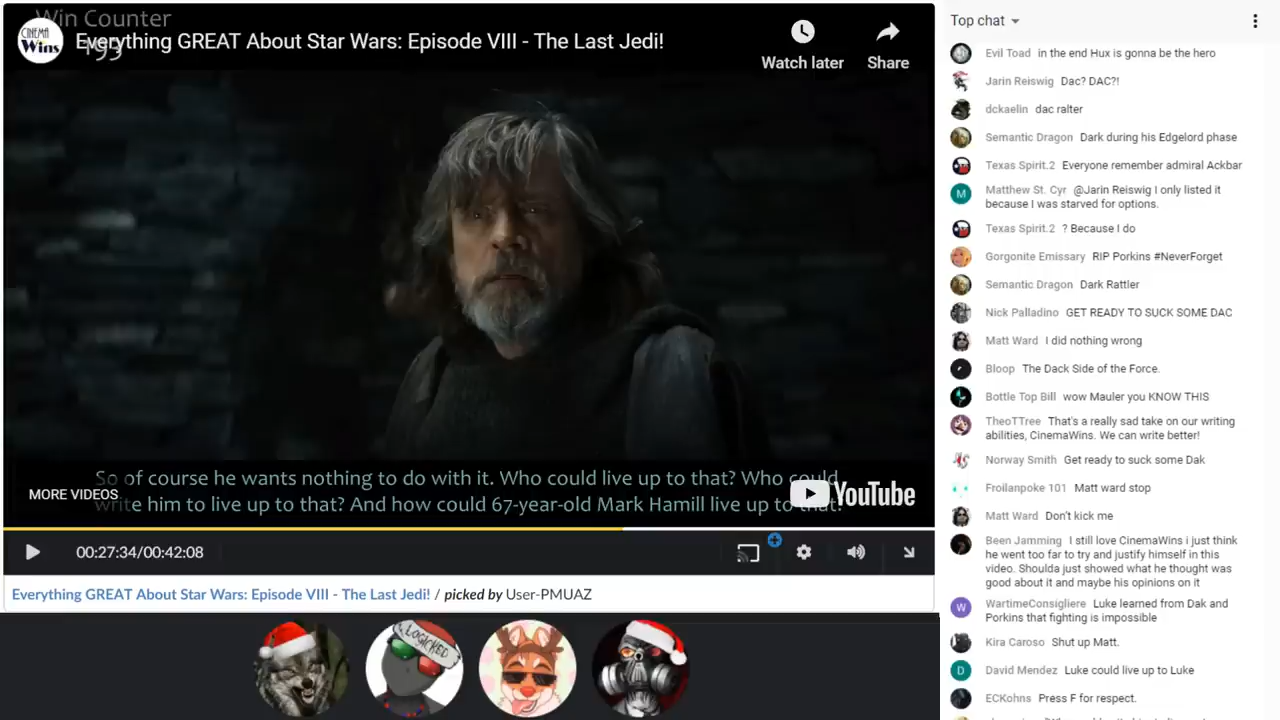 Win Counter
199
CINEMA
Wins
Everything GREAT About Star Wars: Episode VIII - The Last Jedi!
Watch later
Share
So of course he wants nothing to do with it. Who could live up to that? Who could
write him to live up to that? And how could 67-year-old Mark Hamill live up to that?
MORE VIDEOS
YouTube
00:27:34/00:42:08
Everything GREAT About Star Wars: Episode VIII - The Last Jedi! / picked by User-PMUAZ
LOGICKED
Top chat
Evil Toad in the end Hux is gonna be the hero
Jarin Reiswig Dac? DAC?!
dckaelin dac ralter
Semantic Dragon Dark during his Edgelord phase
Texas Spirit.2 Everyone remember admiral Ackbar
M
Matthew St. Cyr @Jarin Reiswig I only listed it
because I was starved for options.
Texas Spirit.2 ? Because I do
Gorgonite Emissary RIP Porkins #NeverForget
Semantic Dragon Dark Rattler
Nick Palladino GET READY TO SUCK SOME DAC
Matt Ward I did nothing wrong
Bloop The Dack Side of the Force.
Bottle Top Bill wow Mauler you KNOW THIS
TheoTTree That's a really sad take on our writing
abilities, CinemaWins. We can write better!
Norway Smith Get ready to suck some Dak
Froilanpoke 101 Matt ward stop
Matt Ward Don't kick me
Been Jamming I still love CinemaWins i just think
he went too far to try and justify himself in this
video. Shoulda just showed what he thought was
good about it and maybe his opinions on it
W
WartimeConsigliere Luke learned from Dak and
Porkins that fighting is impossible
Kira Caroso Shut up Matt.
D
David Mendez Luke could live up to Luke
ECKohns Press F for respect.